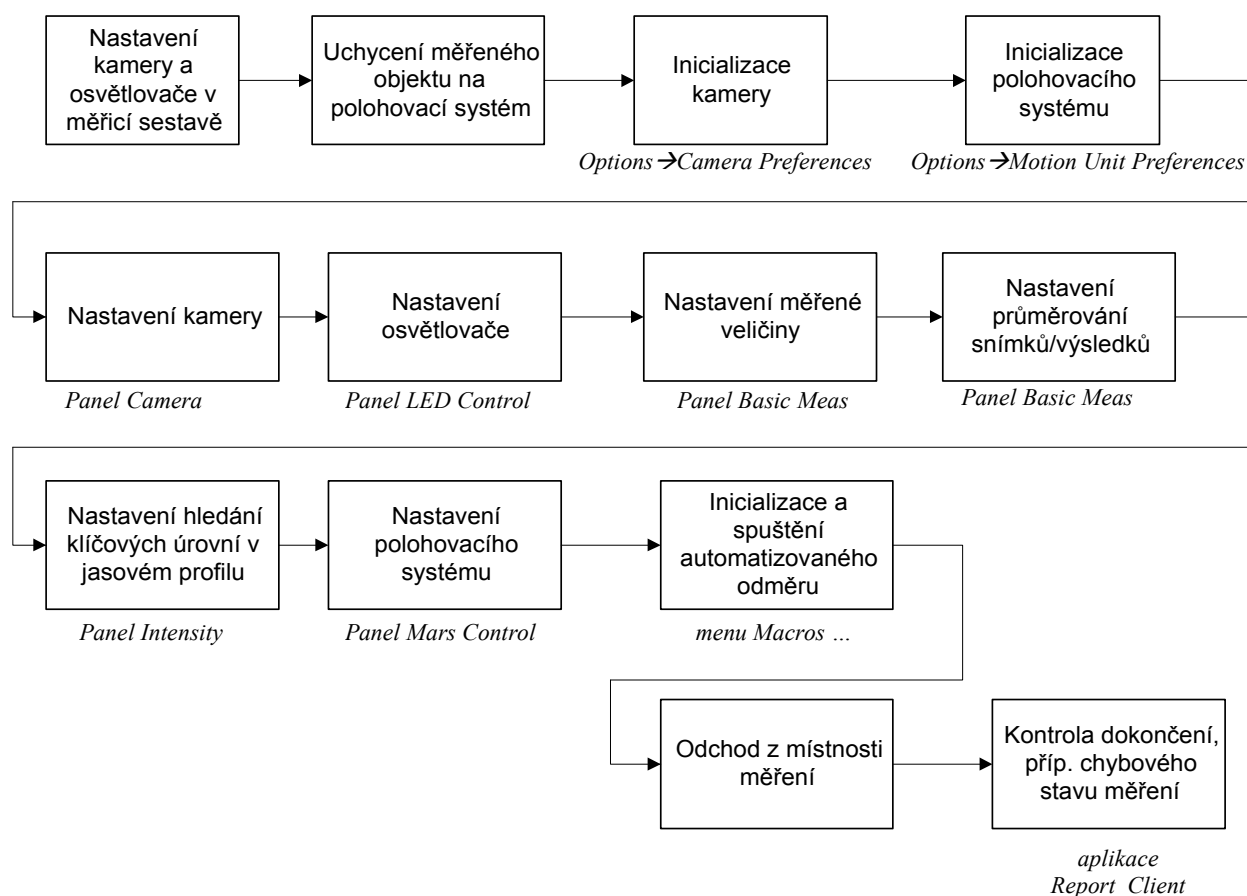 Nastavení
kamery a
osvětlovače v
měřicí sestavě
Uchycení měřeného
objektu na
polohovací systém
Inicializace
kamery
Inicializace
polohovacího
systému
Options→Camera Preferences
Options→Motion Unit Preferences
Nastavení kamery
Nastavení
osvětlovače
Nastavení měřené
veličiny
Nastavení
průměrování
snímků/výsledků
Panel Camera
Panel LED Control
Panel Basic Meas
Panel Basic Meas
Nastavení hledání
klíčových úrovní v
jasovém profilu
Nastavení
polohovacího
systému
Inicializace a
spuštění
automatizovaného
odměru
Panel Intensity
Panel Mars Control
menu Macros ...
Odchod z místnosti
měření
Kontrola dokončení,
příp. chybového
stavu měření
aplikace
Report_Client